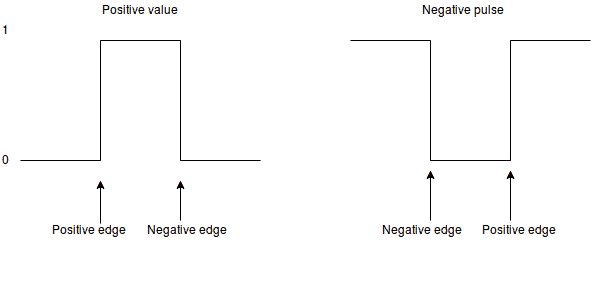 Positive value
Negative pulse
1
0
Positive edge
Negative edge
Negative edge
Positive edge